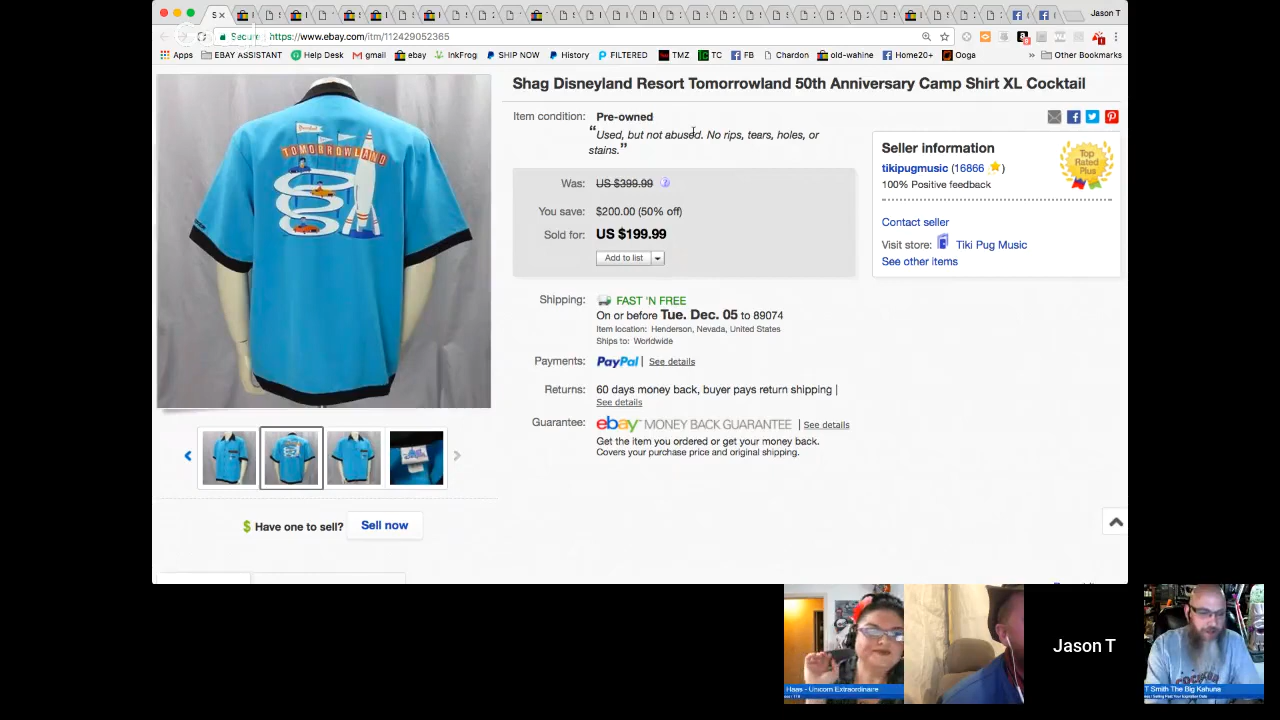 S
Jason T
Secure
https://www.ebay.com/itm/112429052365
Apps
EBAY ASSISTANT
Help Desk
gmail
ebay
InkFrog
SHIP NOW
History
FILTERED
TMZ
TC
FB
Chardon
old-wahine
Home20+
Ooga
»
Other Bookmarks
Shag Disneyland Resort Tomorrowland 50th Anniversary Camp Shirt XL Cocktail
Item condition: Pre-owned
“Used, but not abused. No rips, tears, holes, or
stains.”
Was: US $399.99
You save: $200.00 (50% off)
Sold for: US $199.99
Add to list
Shipping: FAST 'N FREE
On or before Tue. Dec. 05 to 89074
Item location: Henderson, Nevada, United States
Ships to: Worldwide
Payments: PayPal | See details
Returns: 60 days money back, buyer pays return shipping |
See details
Guarantee: ebay MONEY BACK GUARANTEE | See details
Get the item you ordered or get your money back.
Covers your purchase price and original shipping.
Seller information
tikipugmusic (16866 )
100% Positive feedback
Top
Rated
Plus
Contact seller
Visit store: Tiki Pug Music
See other items
TOMORROWLAND
$ Have one to sell? Sell now
Jason T
Haas - Unicorn Extraordinaire
T Smith The Big Kahuna